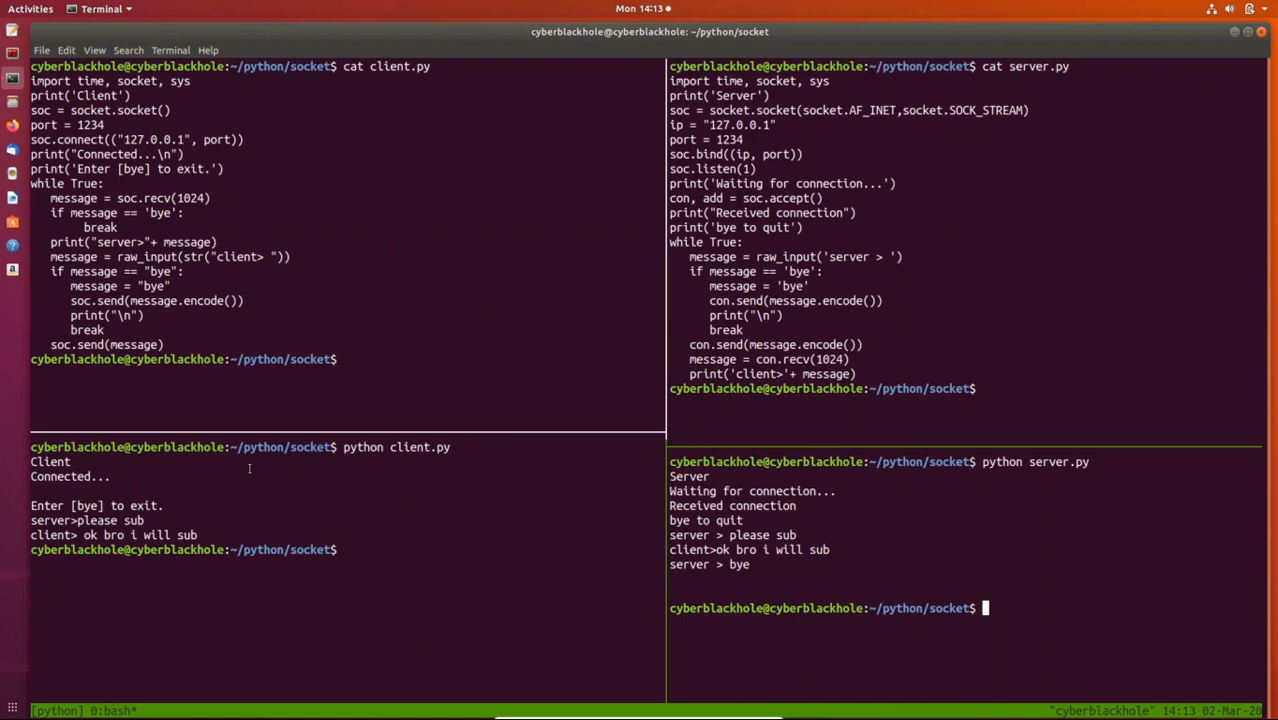 Activities
Terminal
Mon 14:13
cyberblackhole@cyberblackhole: ~/python/socket
File Edit View Search Terminal Help
cyberblackhole@cyberblackhole:~/python/socket$ cat client.py
import time, socket, sys
print('Client')
soc = socket.socket()
port = 1234
soc.connect(("127.0.0.1", port))
print("Connected...\n")
print('Enter [bye] to exit.')
while True:
    message = soc.recv(1024)
    if message == 'bye':
        break
    print("server>"+ message)
    message = raw_input(str("client> "))
    if message == "bye":
        message = "bye"
        soc.send(message.encode())
        print("\n")
        break
    soc.send(message)
cyberblackhole@cyberblackhole:~/python/socket$
cyberblackhole@cyberblackhole:~/python/socket$ cat server.py
import time, socket, sys
print('Server')
soc = socket.socket(socket.AF_INET,socket.SOCK_STREAM)
ip = "127.0.0.1"
port = 1234
soc.bind((ip, port))
soc.listen(1)
print('Waiting for connection...')
con, add = soc.accept()
print("Received connection")
print('bye to quit')
while True:
    message = raw_input('server > ')
    if message == 'bye':
        message = 'bye'
        con.send(message.encode())
        print("\n")
        break
    con.send(message.encode())
    message = con.recv(1024)
    print('client>'+ message)
cyberblackhole@cyberblackhole:~/python/socket$
cyberblackhole@cyberblackhole:~/python/socket$ python client.py
Client
Connected...
Enter [bye] to exit.
server>please sub
client> ok bro i will sub
cyberblackhole@cyberblackhole:~/python/socket$
cyberblackhole@cyberblackhole:~/python/socket$ python server.py
Server
Waiting for connection...
Received connection
bye to quit
server > please sub
client>ok bro i will sub
server > bye
cyberblackhole@cyberblackhole:~/python/socket$
[python] 0:bash*
"cyberblackhole" 14:13 02-Mar-20